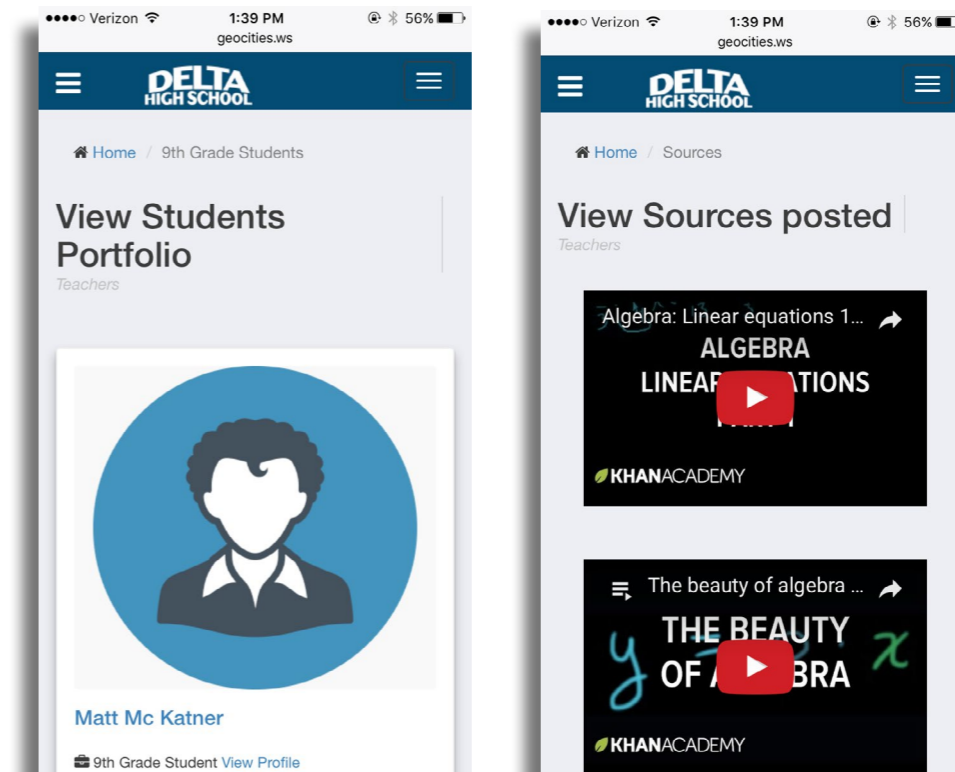 Verizon 1:39 PM 56%
geocities.ws
DELTA
HIGH SCHOOL
Home / 9th Grade Students
View Students
Portfolio
Teachers
Matt Mc Katner
9th Grade Student View Profile
Verizon 1:39 PM 56%
geocities.ws
DELTA
HIGH SCHOOL
Home / Sources
View Sources posted
Teachers
Algebra: Linear equations 1...
ALGEBRA
KHANACADEMY
The beauty of algebra ...
THE BEAUTY
y = x
OF
KHANACADEMY